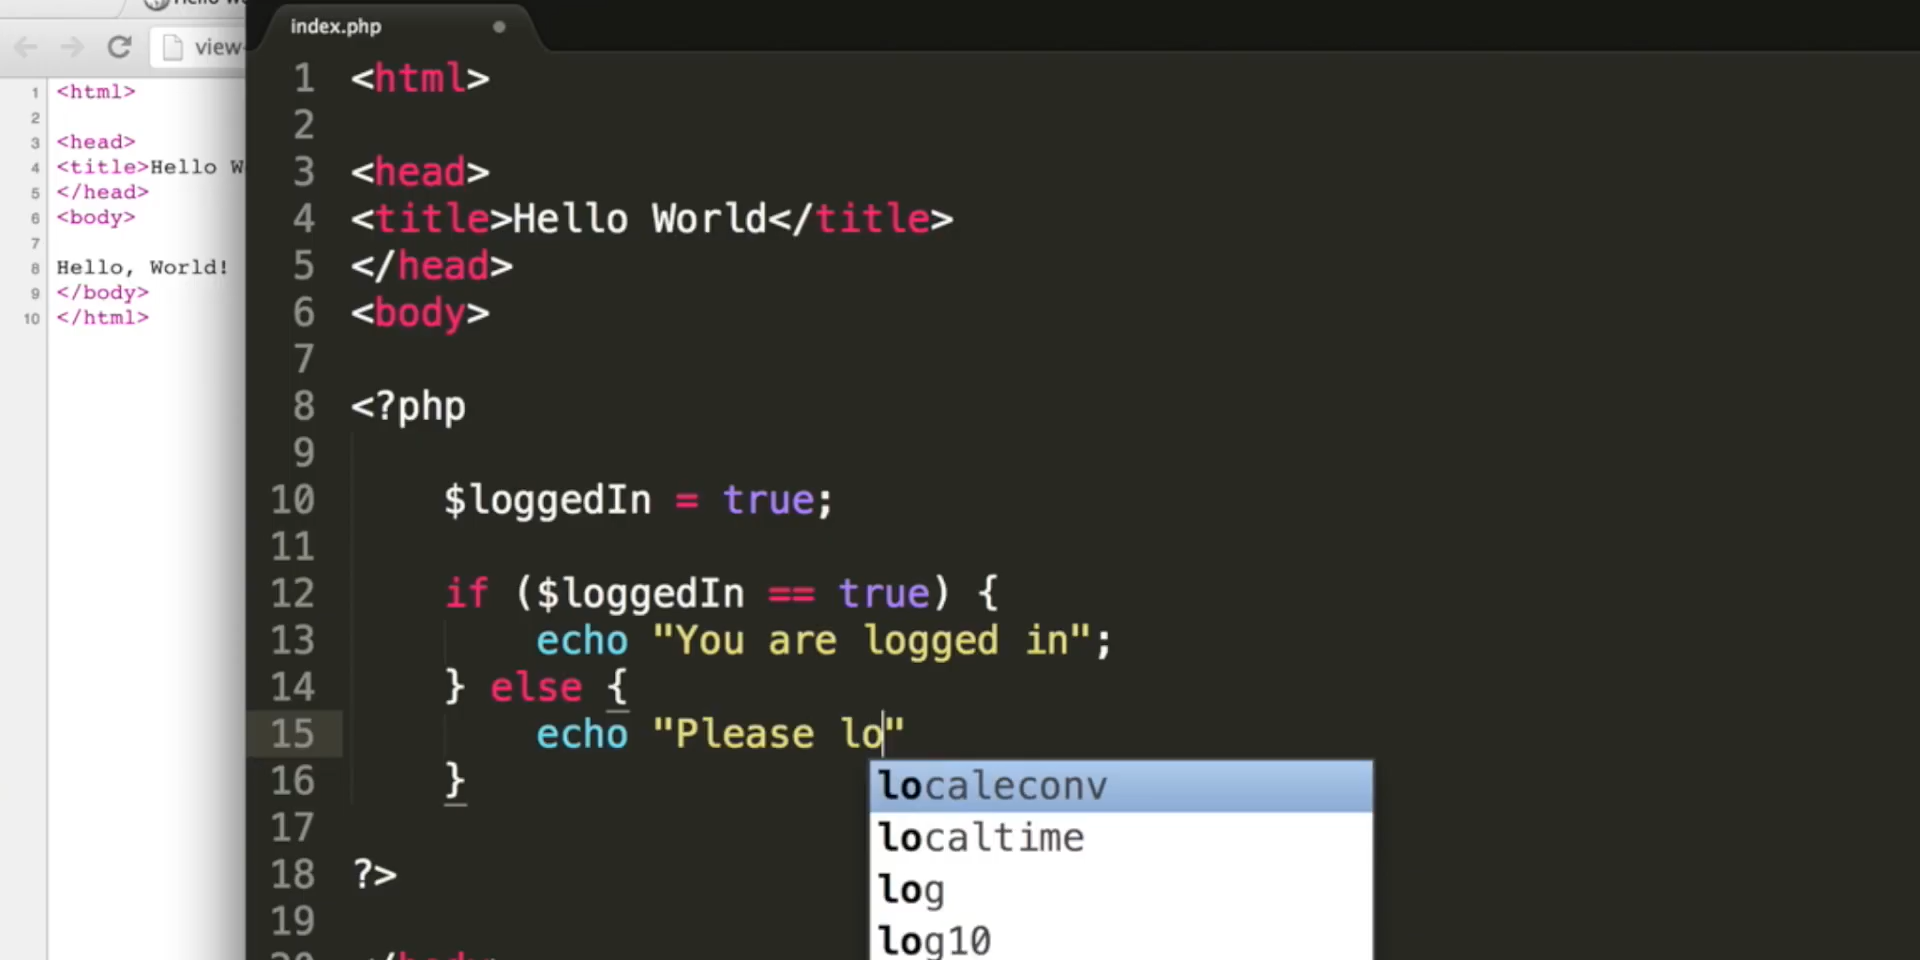 Hello
view-
1 <html>
2
3 <head>
4 <title>Hello W
5 </head>
6 <body>
7
8 Hello, World!
9 </body>
10 </html>
index.php
1 <html>
2
3 <head>
4 <title>Hello World</title>
5 </head>
6 <body>
7
8 <?php
9
10 $loggedIn = true;
11
12 if ($loggedIn == true) {
13 echo "You are logged in";
14 } else {
15 echo "Please lo"
16 }
17
18 ?>
19
20 </body>
localeconv
localtime
log
log10